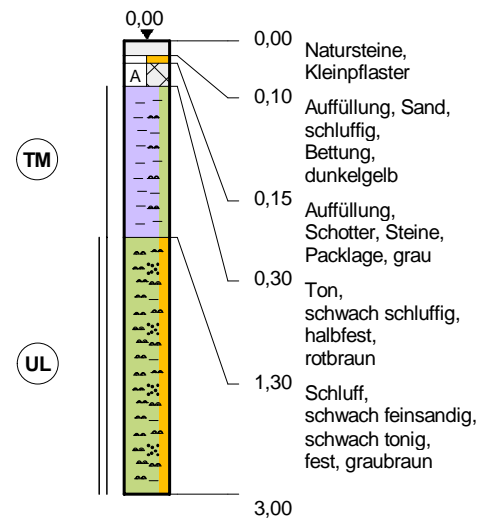 0,00
0,00
Natursteine,
Kleinpflaster
A
0,10
Auffüllung, Sand,
schluffig,
Bettung,
dunkelgelb
TM
0,15
Auffüllung,
Schotter, Steine,
Packlage, grau
0,30
Ton,
schwach schluffig,
halbfest,
rotbraun
UL
1,30
Schluff,
schwach feinsandig,
schwach tonig,
fest, graubraun
3,00